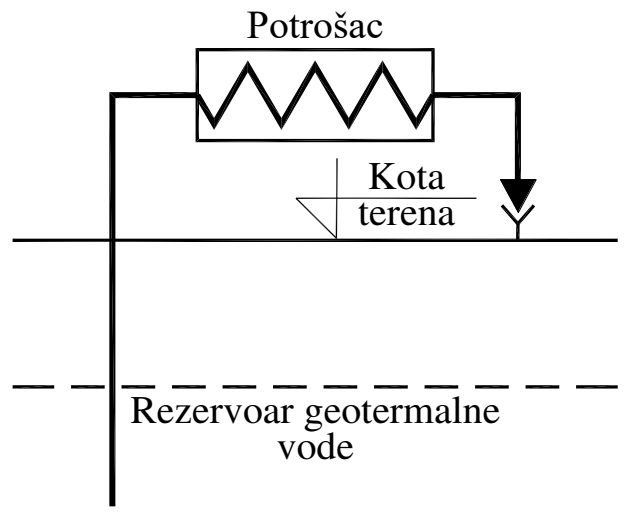 Potrošac
Kota
terena
Rezervoar geotermalne
vode